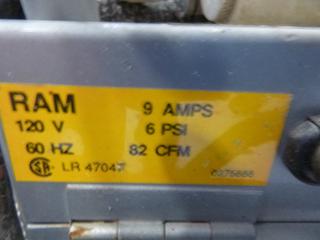 RAM 9 AMPS
120 V 6 PSI
60 HZ 82 CFM
LR 47047